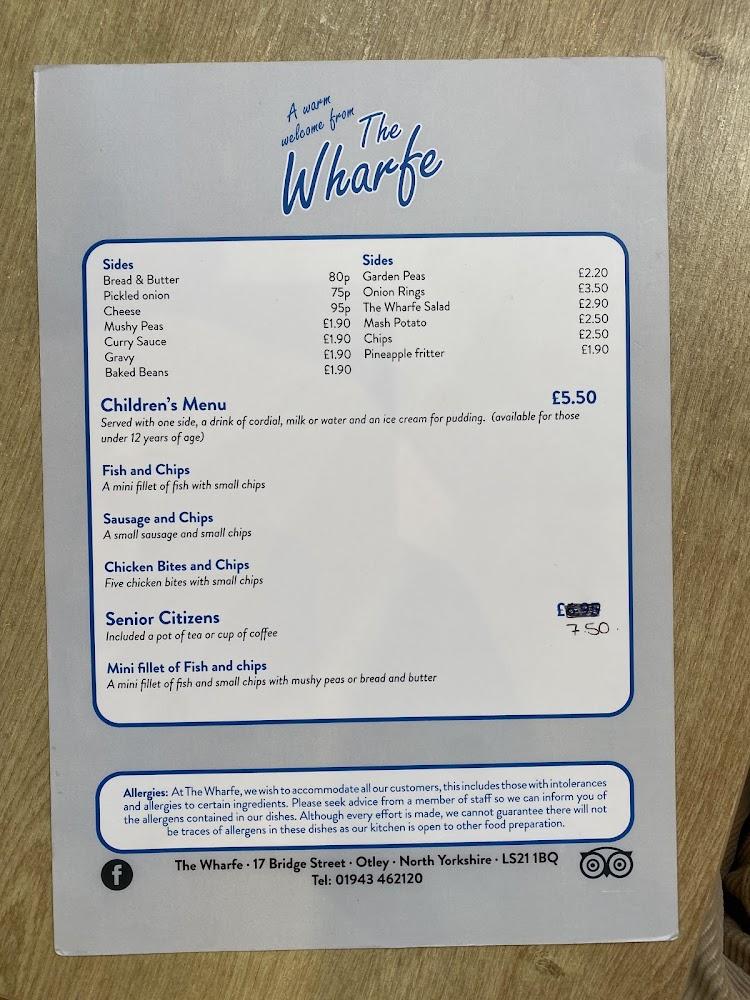 A warm
welcome from
The
Wharfe
Sides
Bread & Butter 80p
Pickled onion 75p
Cheese 95p
Mushy Peas £1.90
Curry Sauce £1.90
Gravy £1.90
Baked Beans £1.90
Sides
Garden Peas £2.20
Onion Rings £3.50
The Wharfe Salad £2.90
Mash Potato £2.50
Chips £2.50
Pineapple fritter £1.90
Children's Menu £5.50
Served with one side, a drink of cordial, milk or water and an ice cream for pudding. (available for those
under 12 years of age)
Fish and Chips
A mini fillet of fish with small chips
Sausage and Chips
A small sausage and small chips
Chicken Bites and Chips
Five chicken bites with small chips
Senior Citizens £
Included a pot of tea or cup of coffee 7.50.
Mini fillet of Fish and chips
A mini fillet of fish and small chips with mushy peas or bread and butter
Allergies: At The Wharfe, we wish to accommodate all our customers, this includes those with intolerances
and allergies to certain ingredients. Please seek advice from a member of staff so we can inform you of
the allergens contained in our dishes. Although every effort is made, we cannot guarantee there will not
be traces of allergens in these dishes as our kitchen is open to other food preparation.
f
The Wharfe · 17 Bridge Street · Otley · North Yorkshire · LS21 1BQ
Tel: 01943 462120